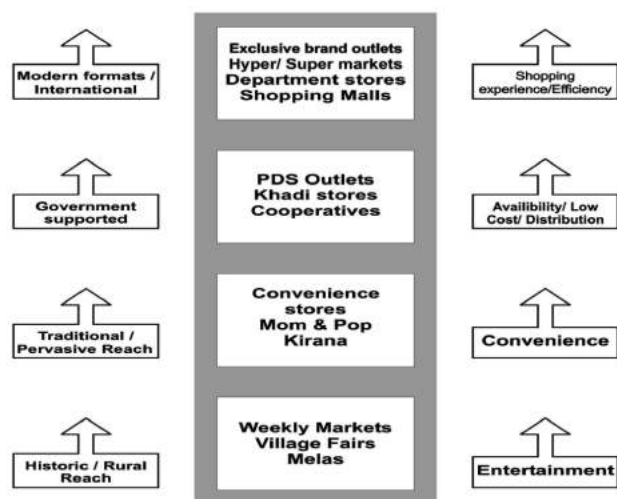 Modern formats /
International
Exclusive brand outlets
Hyper/ Super markets
Department stores
Shopping Malls
Shopping
experience/Efficiency
Government
supported
PDS Outlets
Khadi stores
Cooperatives
Availibility/ Low
Cost/ Distribution
Traditional /
Pervasive Reach
Convenience
stores
Mom & Pop
Kirana
Convenience
Historic / Rural
Reach
Weekly Markets
Village Fairs
Melas
Entertainment